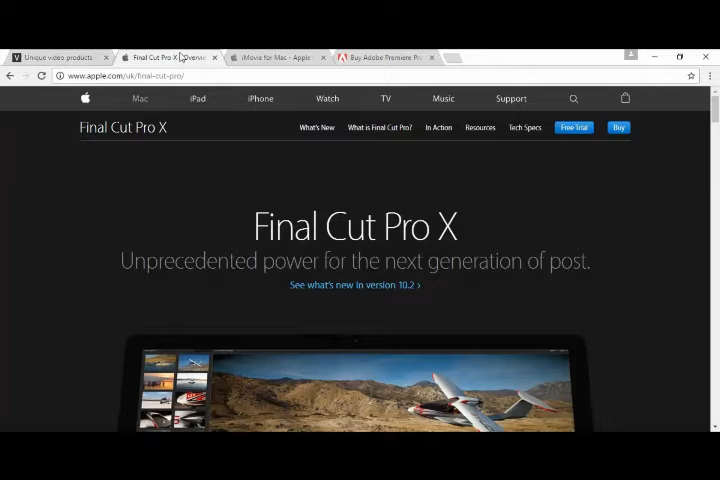 Unique video products
Final Cut Pro X
iMovie for Mac - Apple
Buy Adobe Premiere Pro
www.apple.com/uk/final-cut-pro/
Mac iPad iPhone Watch TV Music Support
Final Cut Pro X What's New What is Final Cut Pro? In Action Resources Tech Specs Free Trial Buy
Final Cut Pro X
Unprecedented power for the next generation of post.
See what's new in version 10.2 ›